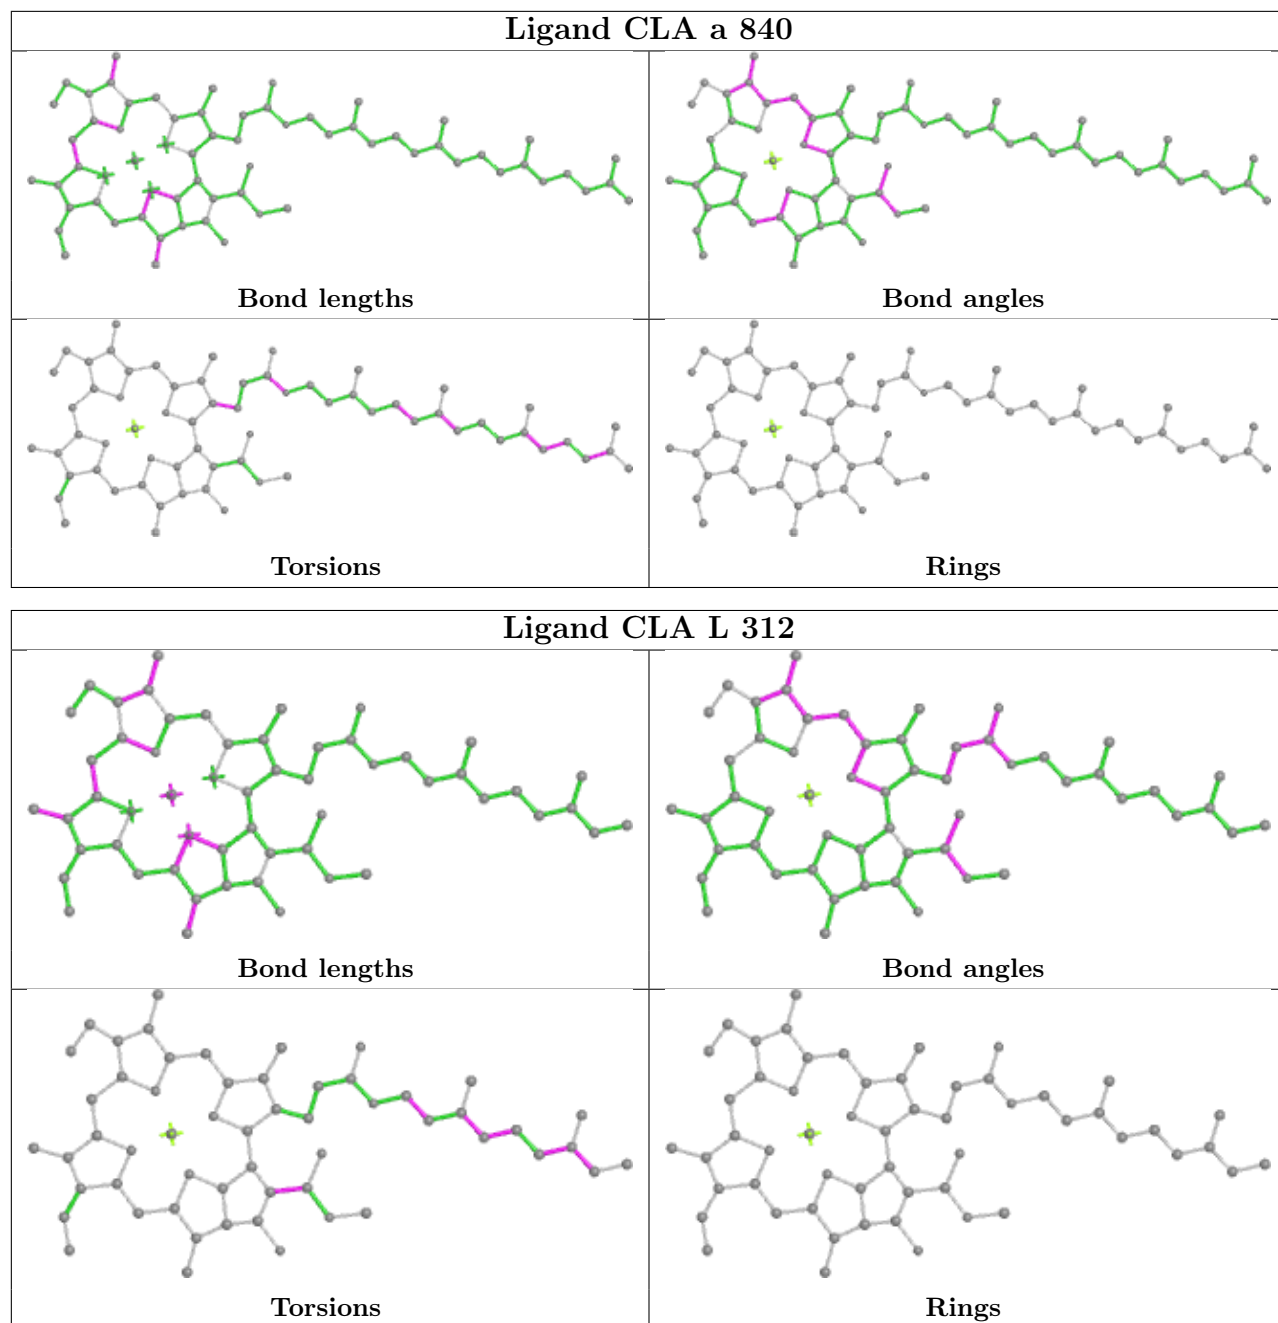 Ligand CLA a 840
Bond lengths
Bond angles
Torsions
Rings
Ligand CLA L 312
Bond lengths
Bond angles
Torsions
Rings